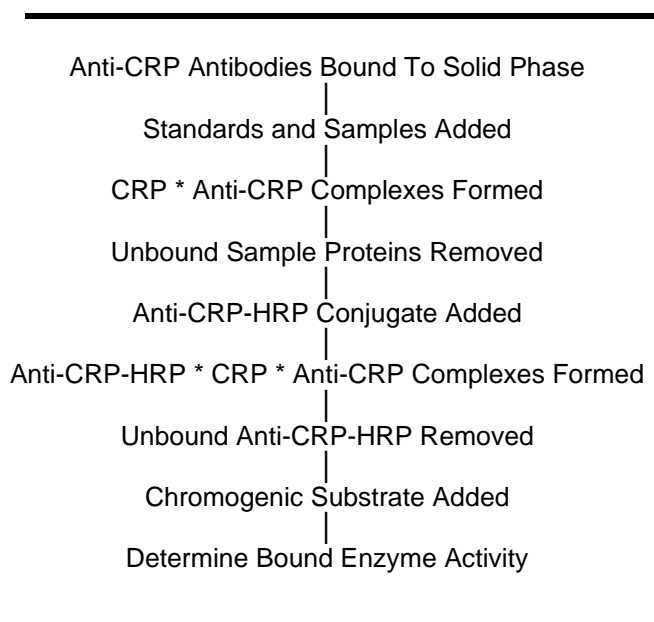 Anti-CRP Antibodies Bound To Solid Phase
Standards and Samples Added
CRP * Anti-CRP Complexes Formed
Unbound Sample Proteins Removed
Anti-CRP-HRP Conjugate Added
Anti-CRP-HRP * CRP * Anti-CRP Complexes Formed
Unbound Anti-CRP-HRP Removed
Chromogenic Substrate Added
Determine Bound Enzyme Activity